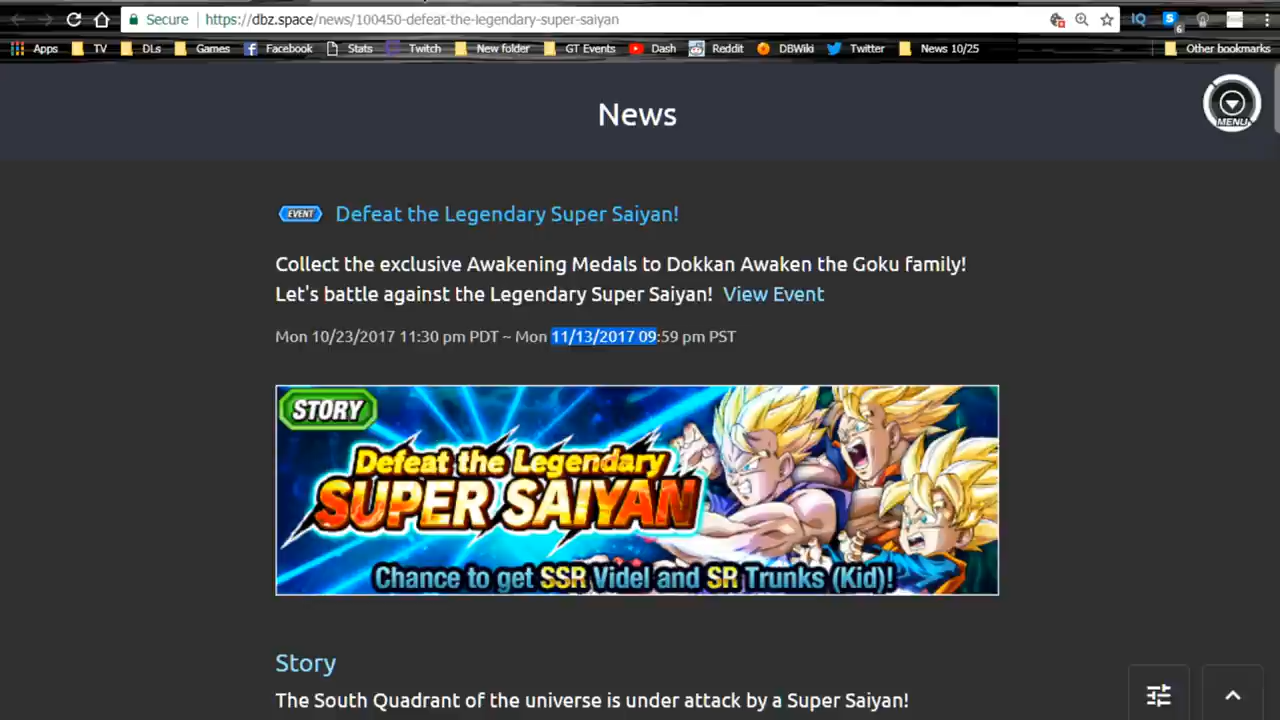 Secure https://dbz.space/news/100450-defeat-the-legendary-super-saiyan IQ S 6
Apps TV DLs Games Facebook Stats Twitch New folder GT Events Dash Reddit DBWiki Twitter News 10/25 Other bookmarks
News
MENU
EVENT Defeat the Legendary Super Saiyan!
Collect the exclusive Awakening Medals to Dokkan Awaken the Goku family!
Let's battle against the Legendary Super Saiyan! View Event
Mon 10/23/2017 11:30 pm PDT ~ Mon 11/13/2017 09:59 pm PST
STORY
Defeat the Legendary
SUPER SAIYAN
Chance to get SSR Videl and SR Trunks (Kid)!
Story
The South Quadrant of the universe is under attack by a Super Saiyan!